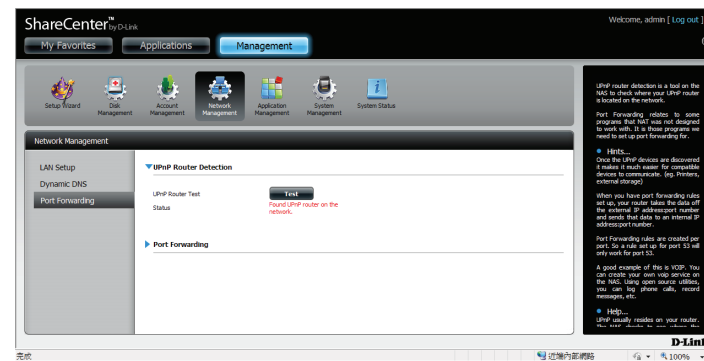 ShareCenter™ by D-Link
Welcome, admin [ Log out ]
My Favorites
Applications
Management
Setup Wizard
Disk Management
Account Management
Network Management
Application Management
System Management
System Status
Network Management
LAN Setup
Dynamic DNS
Port Forwarding
UPnP Router Detection
UPnP Router Test
Test
Status
Found UPnP router on the
network.
Port Forwarding
UPnP router detection is a tool on the
NAS to check where your UPnP router
is located on the network.
Port Forwarding relates to some
programs that NAT was not designed
to work with. It is those programs we
need to set up port forwarding for.
Hints...
Once the UPnP devices are discovered
it makes it much easer for compatible
devices to communicate. (eg. Printers,
external storage)
When you have port forwarding rules
set up, your router takes the data off
the external IP address:port number
and sends that data to an internal IP
address:port number.
Port Forwarding rules are created per
port. So a rule set up for port 53 will
only work for port 53.
A good example of this is VOIP. You
can create your own voip service on
the NAS. Using open source utilities,
you can log phone calls, record
messages, etc.
Help...
UPnP usually resides on your router.
D-Link
完成
近端內部網路
100%